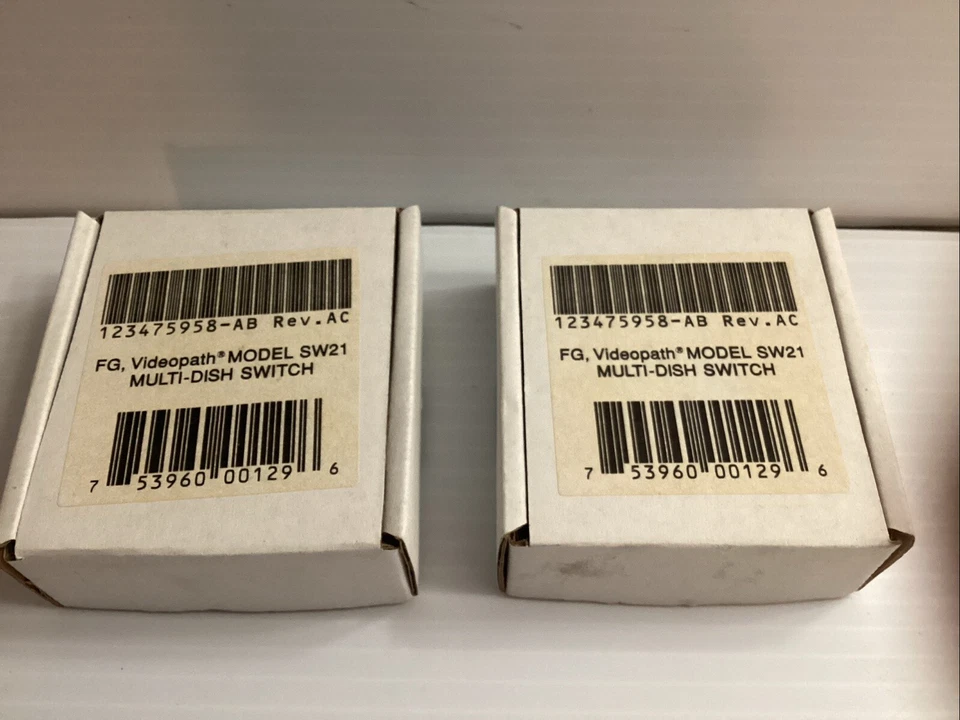 123475958-AB Rev.AC
FG, Videopath® MODEL SW21
MULTI-DISH SWITCH
7 53960 00129 6
123475958-AB Rev.AC
FG, Videopath® MODEL SW21
MULTI-DISH SWITCH
7 53960 00129 6